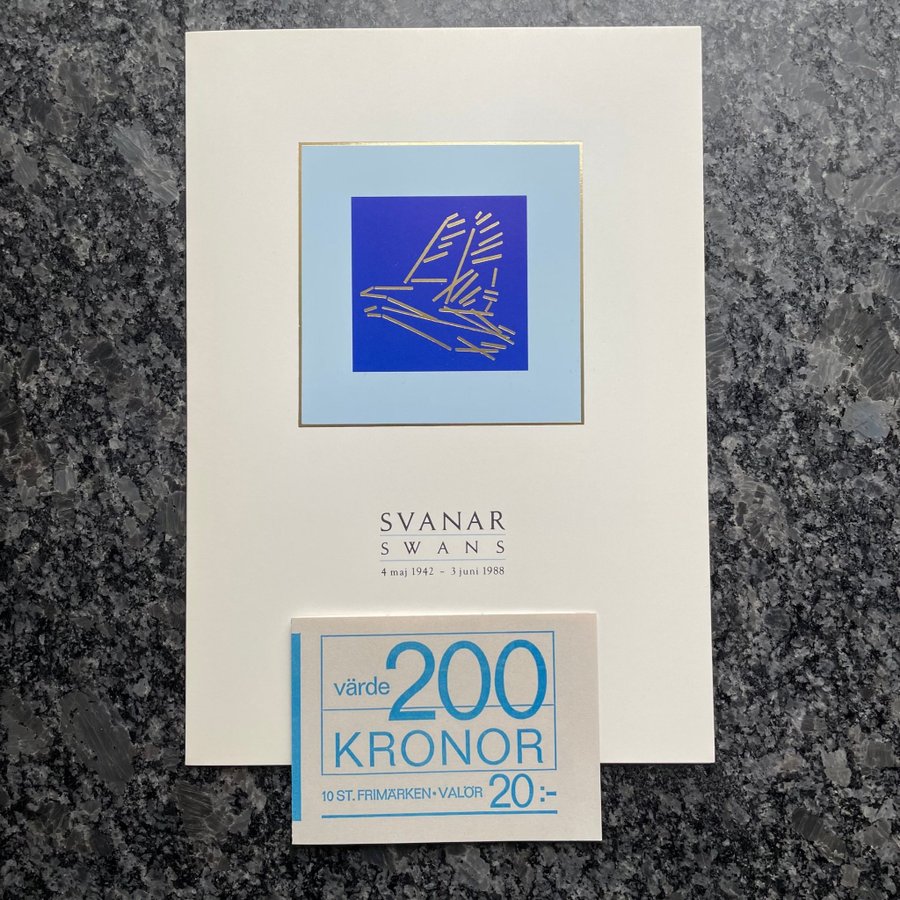 SVANAR
SWANS
4 maj 1942 – 3 juni 1988
värde 200
KRONOR
10 ST. FRIMÄRKEN • VALÖR 20:-